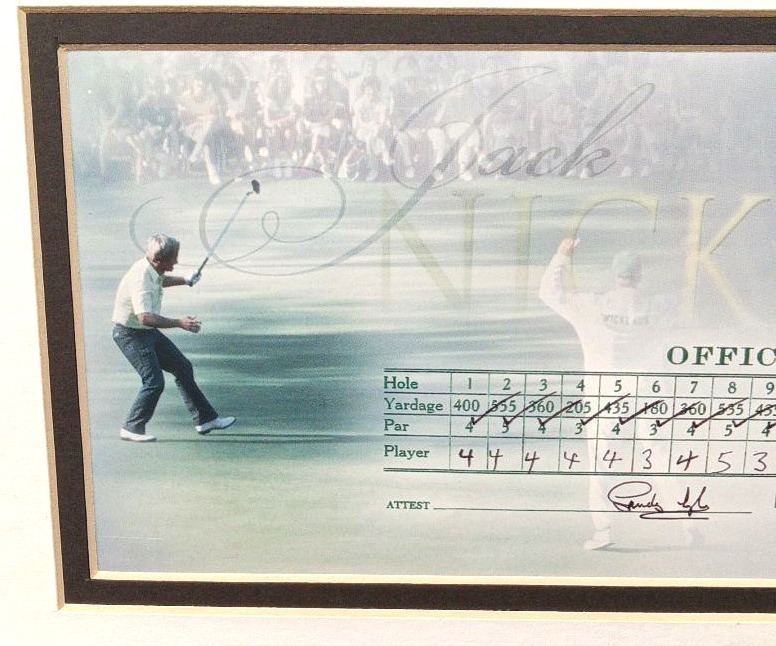 Jack
NICK
OFFIC
Hole 1 2 3 4 5 6 7 8 9
Yardage 400 555 360 205 435 180 360 535 435
Par 4 5 4 3 4 3 4 5 4
Player 4 4 4 4 4 3 4 5 3
ATTEST